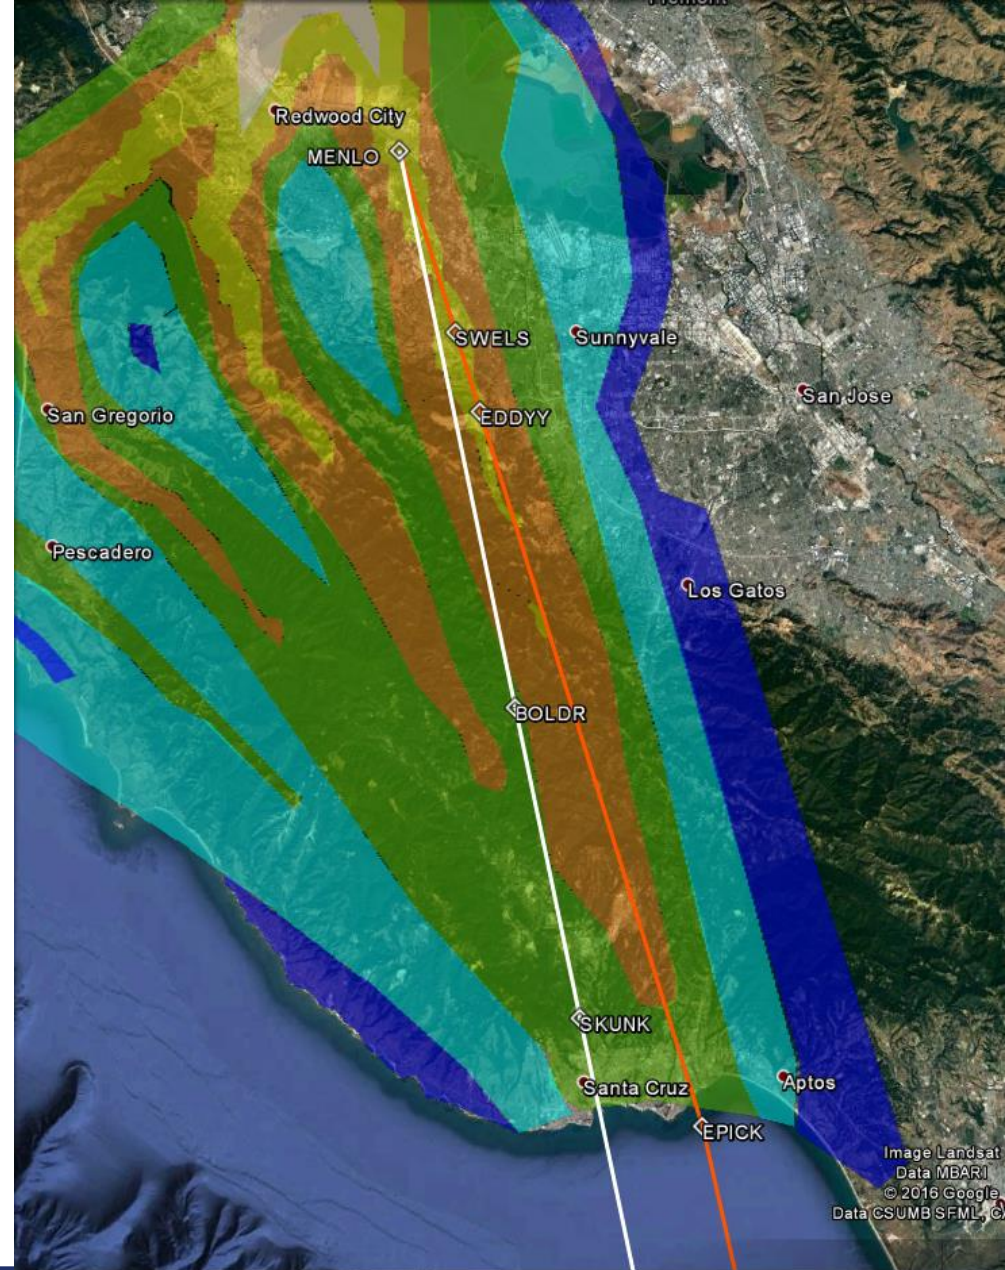 Redwood City
MENLO
SWELS
Sunnyvale
San Jose
San Gregorio
EDDYY
Pescadero
Los Gatos
BOLDR
SKUNK
Santa Cruz
Aptos
EPICK
Image Landsat
Data MBARI
© 2016 Google
Data CSUMB SFML,